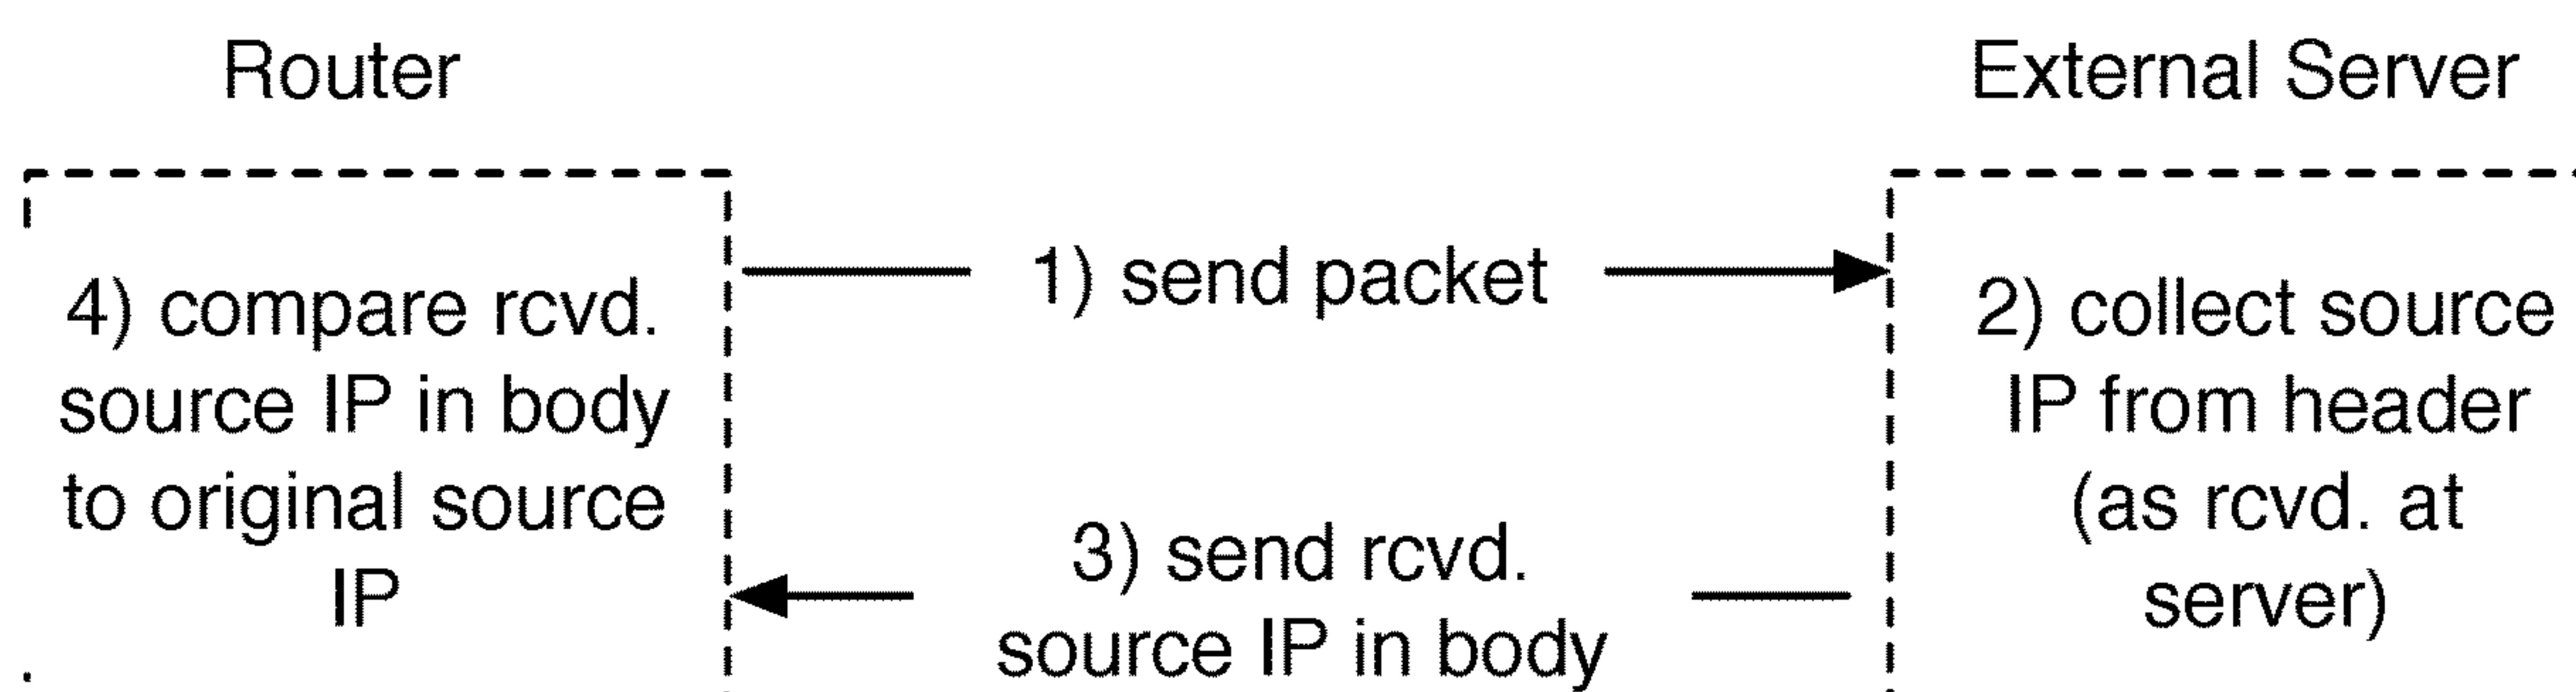 Router
External Server
1) send packet
2) collect source
IP from header
(as rcvd. at
server)
3) send rcvd.
source IP in body
4) compare rcvd.
source IP in body
to original source
IP